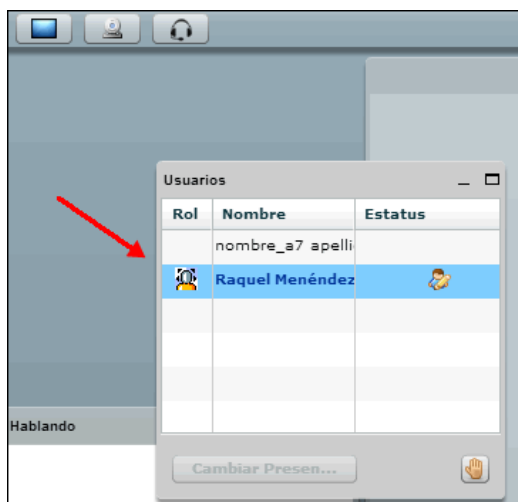 Usuarios
Rol Nombre Estatus
nombre_a7 apelli
Raquel Menéndez
Hablando
Cambiar Presen...